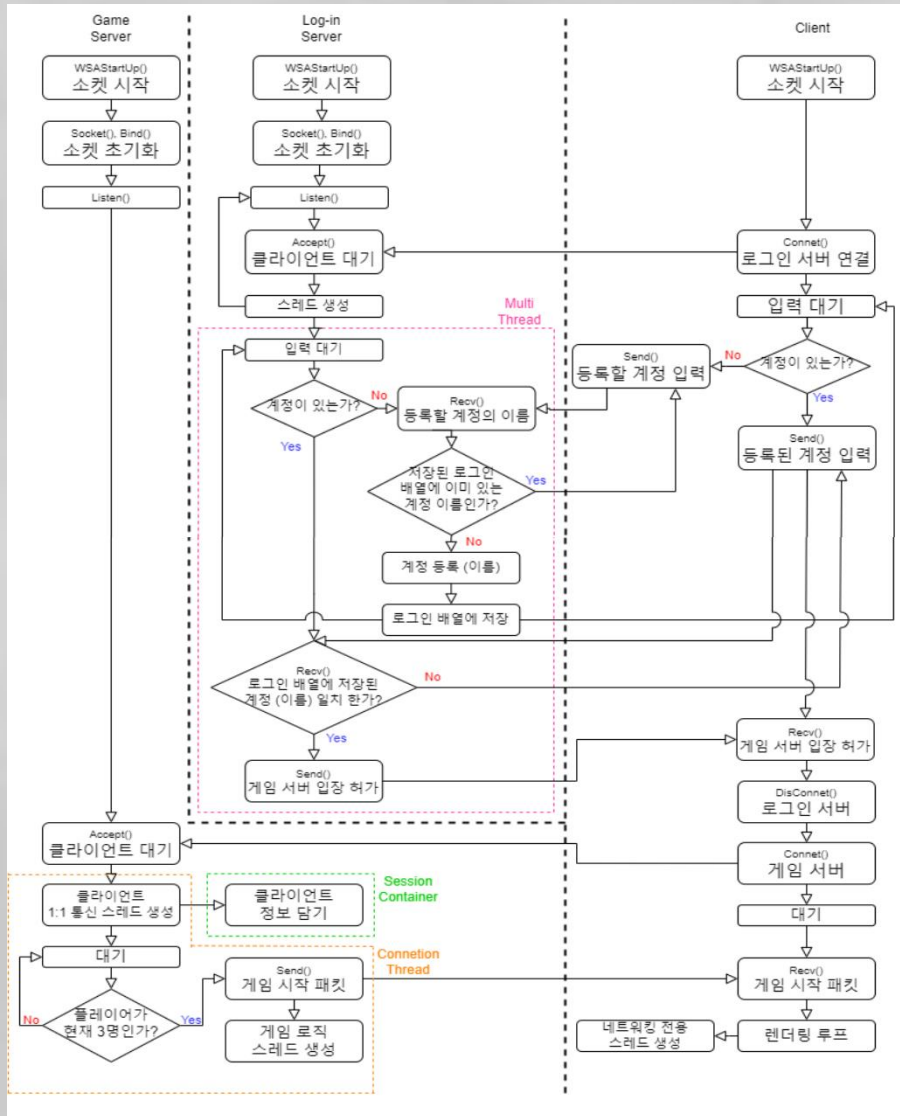 Game
Server
WSAStartUp()
소켓 시작
Socket(), Bind()
소켓 초기화
Listen()
Log-in
Server
WSAStartUp()
소켓 시작
Socket(), Bind()
소켓 초기화
Listen()
Accept()
클라이언트 대기
스레드 생성
Multi
Thread
입력 대기
계정이 있는가?
No
Yes
Recv()
등록할 계정의 이름
저장된 로그인
배열에 이미 있는
계정 이름인가?
Yes
No
계정 등록 (이름)
로그인 배열에 저장
Recv()
로그인 배열에 저장된
계정 (이름) 일치 한가?
No
Yes
Send()
게임 서버 입장 허가
Client
WSAStartUp()
소켓 시작
Connet()
로그인 서버 연결
입력 대기
계정이 있는가?
No
Yes
Send()
등록할 계정 입력
Send()
등록된 계정 입력
Recv()
게임 서버 입장 허가
DisConnet()
로그인 서버
Connet()
게임 서버
대기
Recv()
게임 시작 패킷
렌더링 루프
네트워킹 전용
스레드 생성
Accept()
클라이언트 대기
클라이언트
1:1 통신 스레드 생성
Session
Container
클라이언트
정보 담기
Connetion
Thread
대기
플레이어가
현재 3명인가?
No
Yes
Send()
게임 시작 패킷
게임 로직
스레드 생성